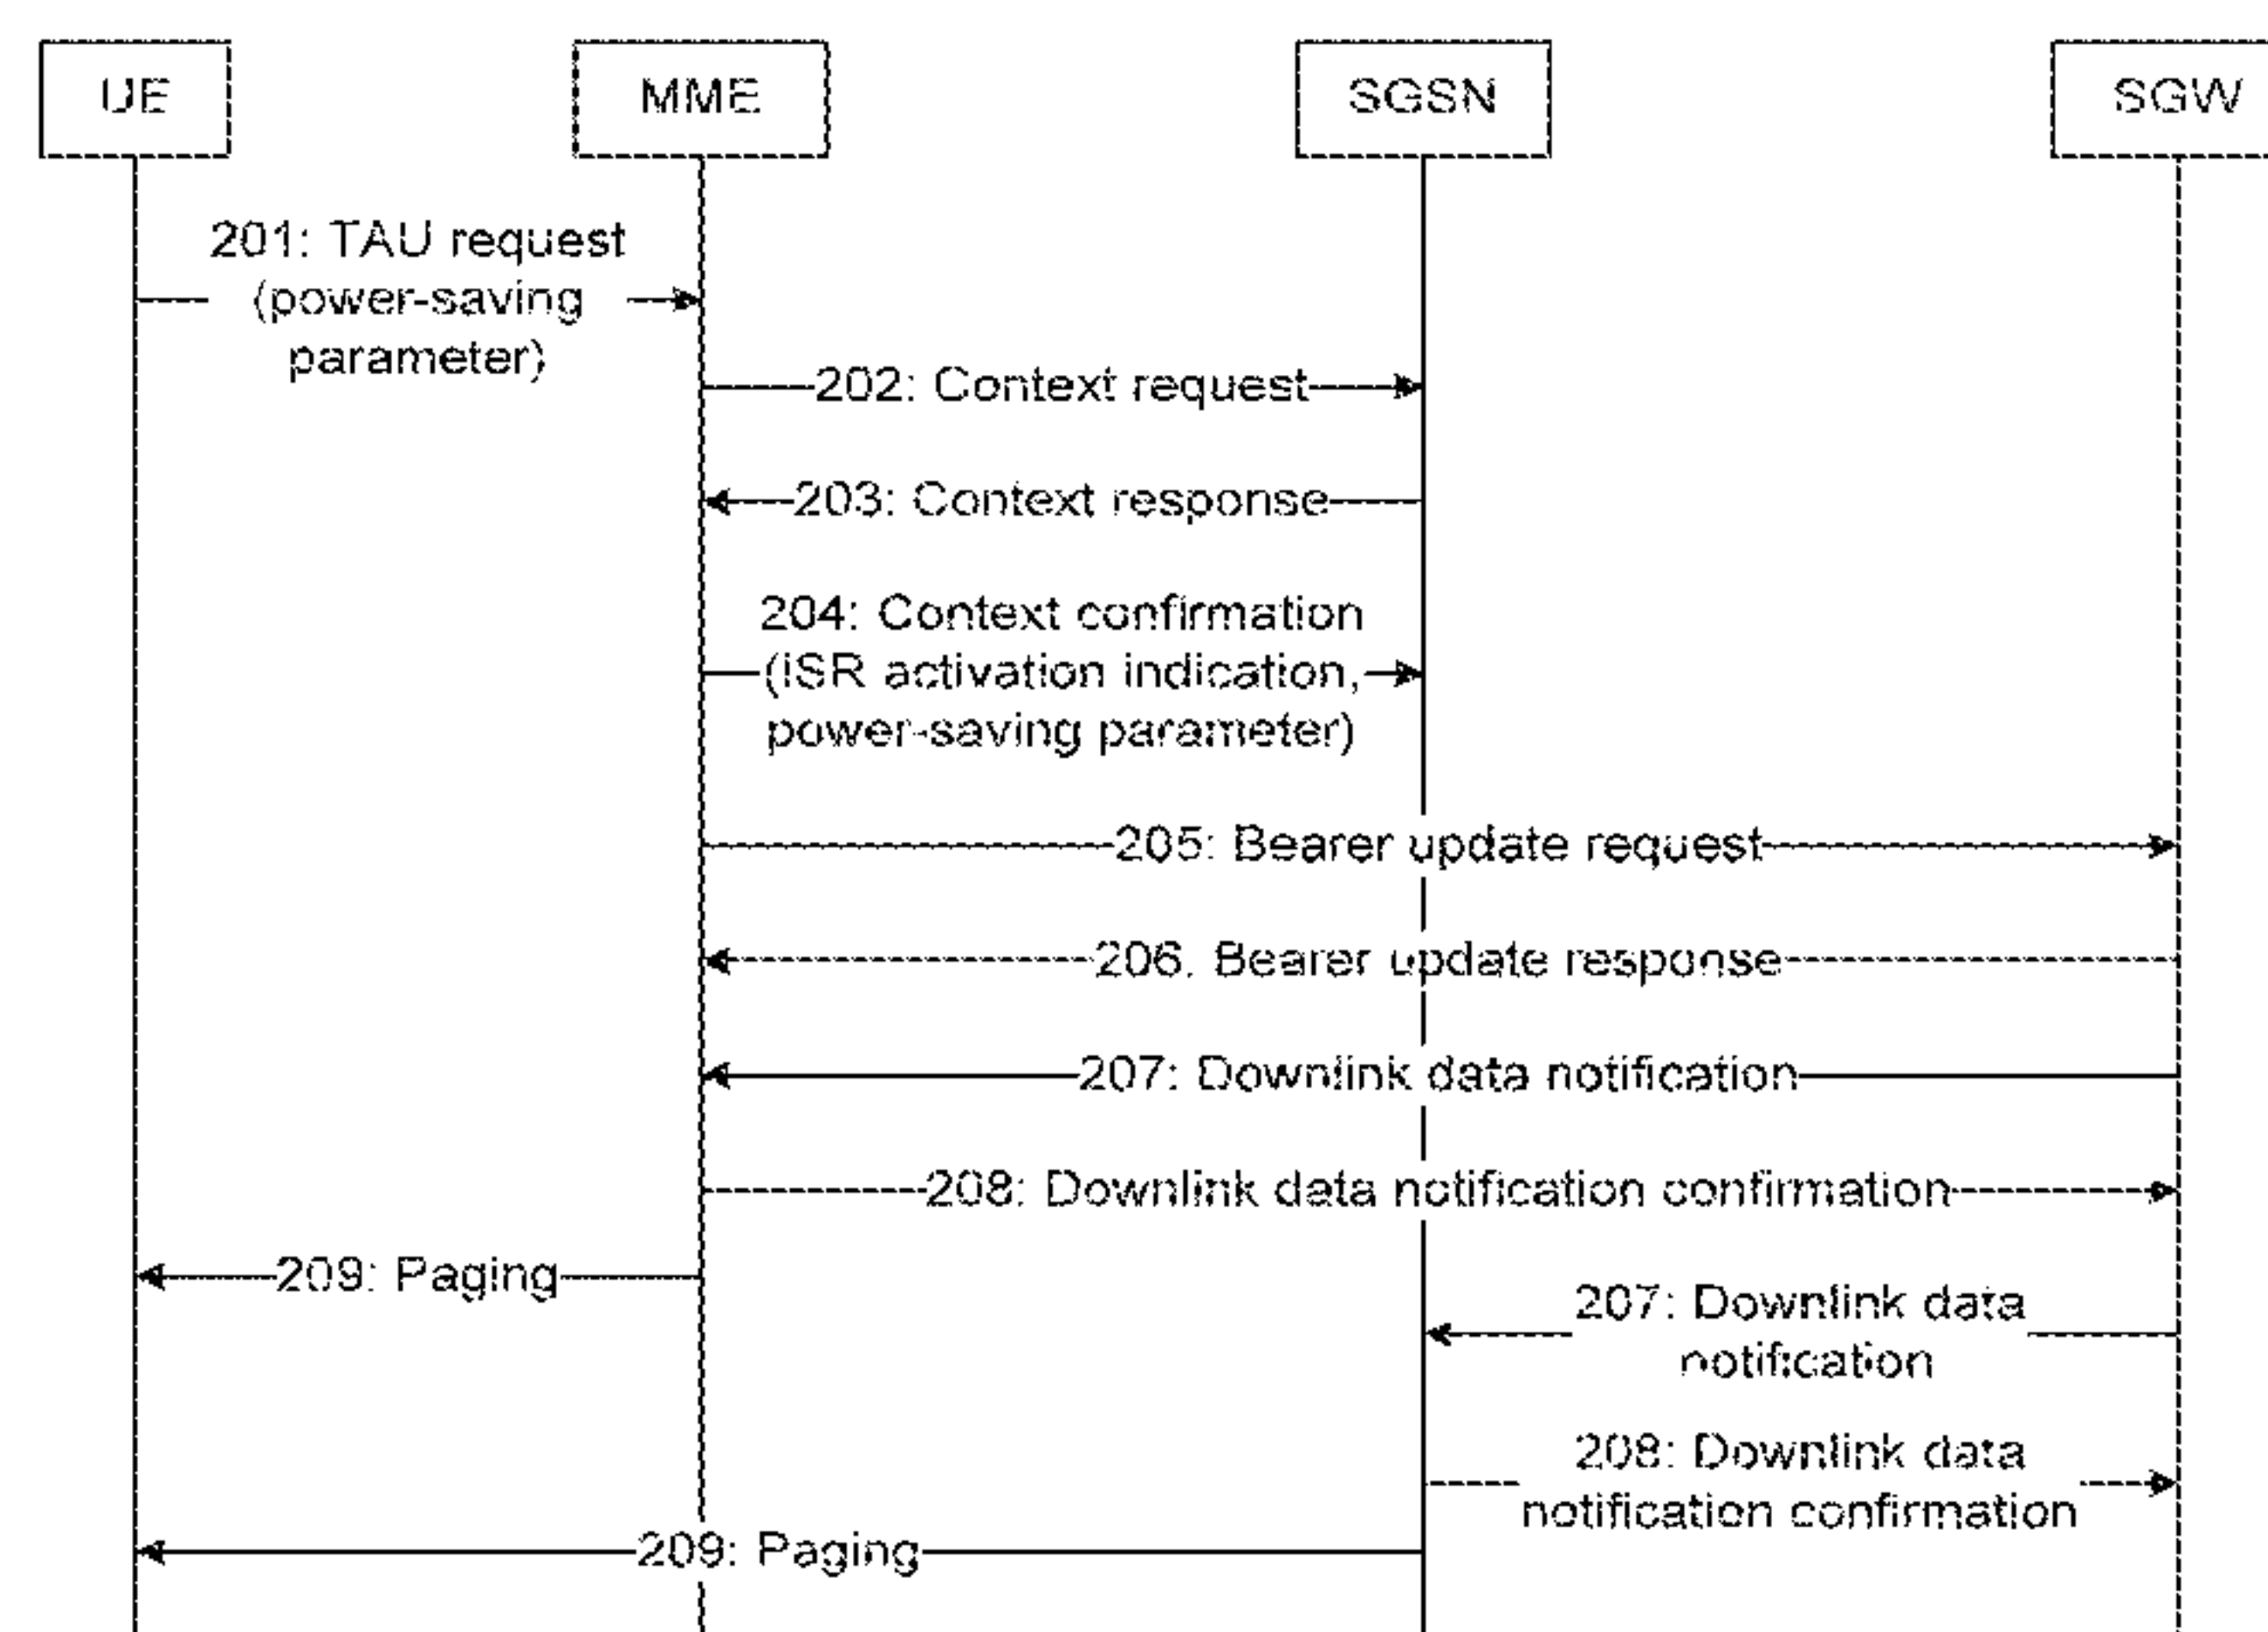 UE
MME
SGSN
SGW
201: TAU request
(power-saving
parameter)
202: Context request
203: Context response
204: Context confirmation
(ISR activation indication,
power-saving parameter)
205: Bearer update request
206. Bearer update response
207: Downlink data notification
208: Downlink data notification confirmation
209: Paging
207: Downlink data
notification
208: Downlink data
notification confirmation
209: Paging